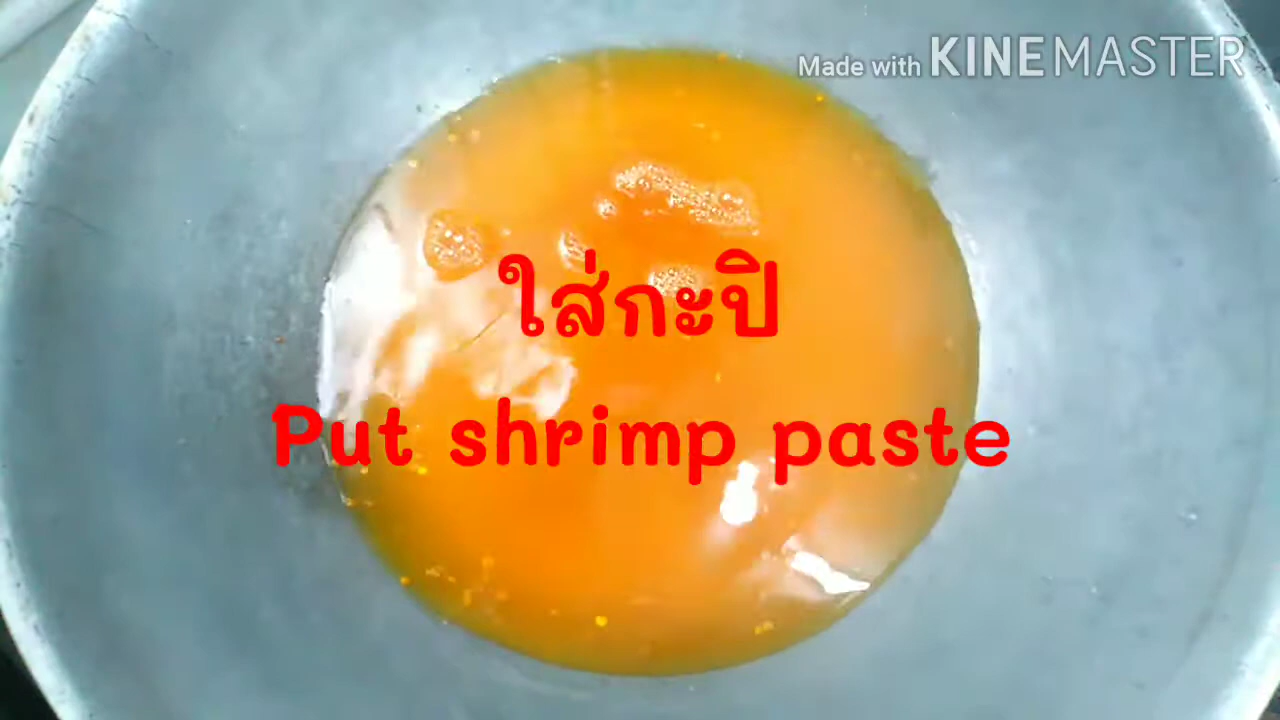 Made with KINEMASTER
ใส่กะปิ
Put shrimp paste